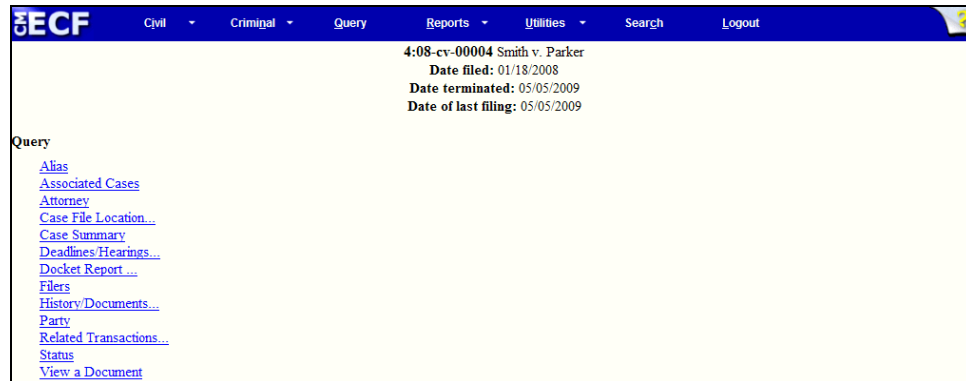 CM ECF Civil Criminal Query Reports Utilities Search Logout ?
4:08-cv-00004 Smith v. Parker
Date filed: 01/18/2008
Date terminated: 05/05/2009
Date of last filing: 05/05/2009
Query
Alias
Associated Cases
Attorney
Case File Location...
Case Summary
Deadlines/Hearings...
Docket Report ...
Filers
History/Documents...
Party
Related Transactions...
Status
View a Document